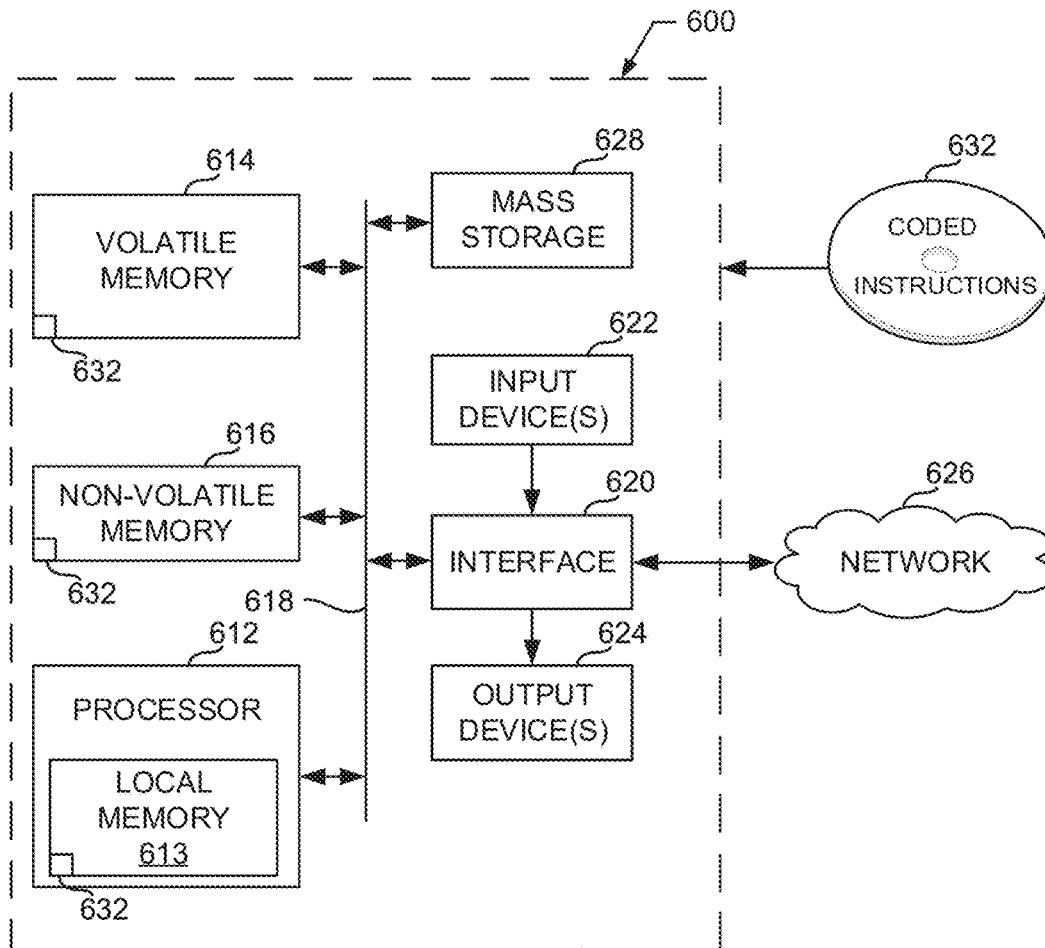 600
614
VOLATILE
MEMORY
632
628
MASS
STORAGE
632
CODED
INSTRUCTIONS
622
INPUT
DEVICE(S)
616
NON-VOLATILE
MEMORY
632
620
INTERFACE
626
NETWORK
618
612
PROCESSOR
LOCAL
MEMORY
613
632
624
OUTPUT
DEVICE(S)